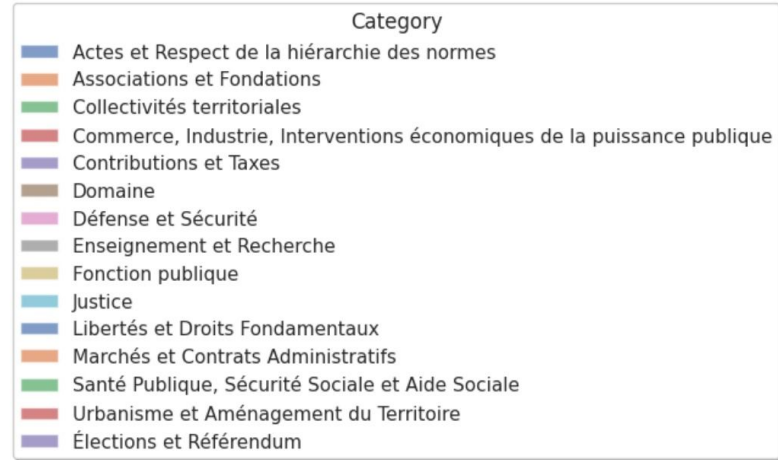 Category
Actes et Respect de la hiérarchie des normes
Associations et Fondations
Collectivités territoriales
Commerce, Industrie, Interventions économiques de la puissance publique
Contributions et Taxes
Domaine
Défense et Sécurité
Enseignement et Recherche
Fonction publique
Justice
Libertés et Droits Fondamentaux
Marchés et Contrats Administratifs
Santé Publique, Sécurité Sociale et Aide Sociale
Urbanisme et Aménagement du Territoire
Élections et Référendum